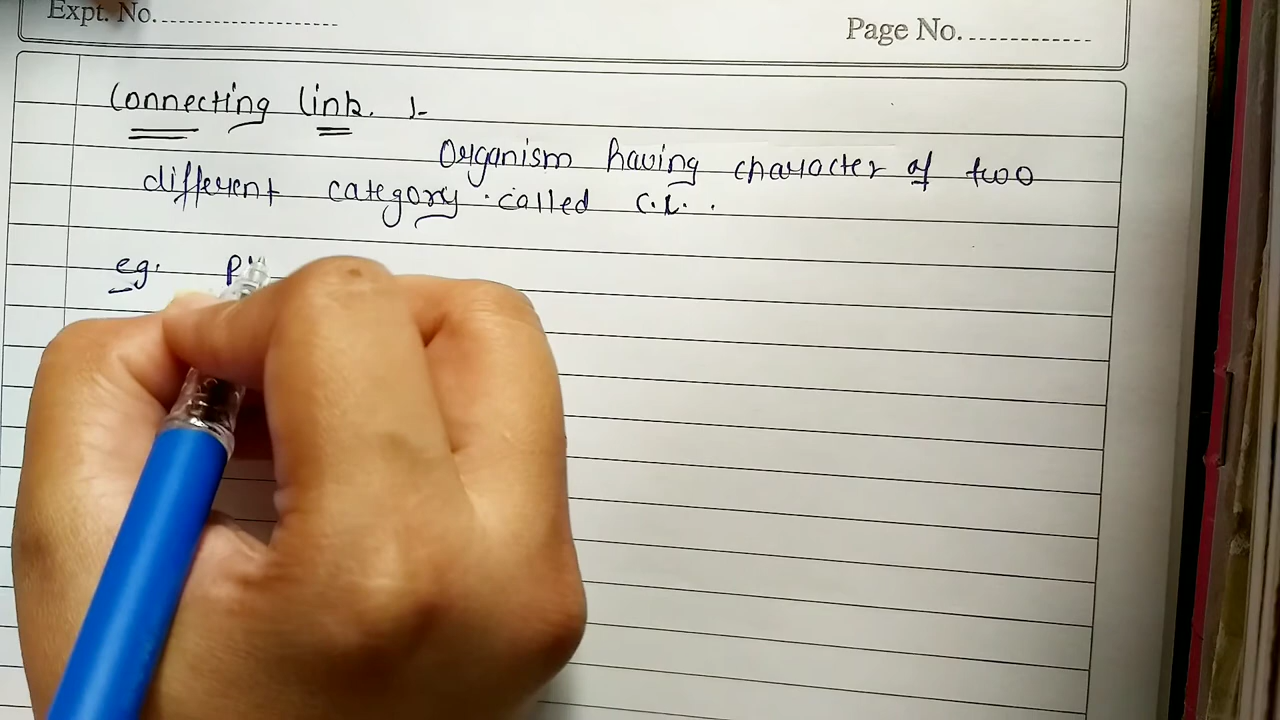 Expt. No.
Page No.
Connecting link. :-
Organism having character of two
different category called C.L.
eg.